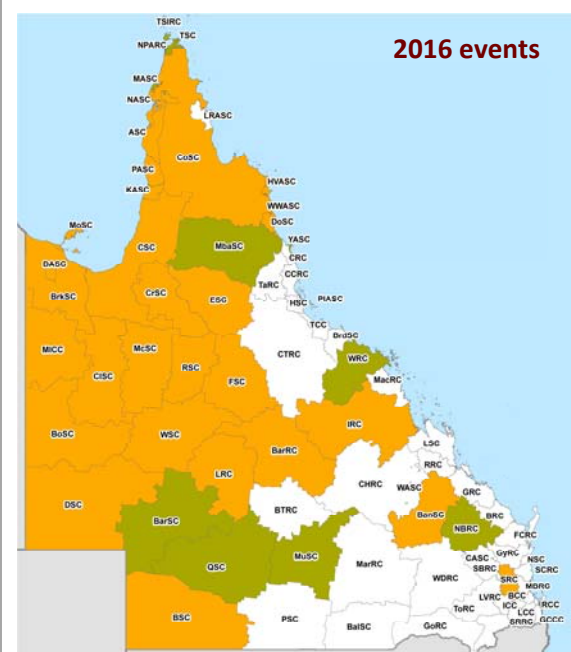 2016 events
TSIRC
TSC
NPARC
MASC
NASC
LRASC
ASC
CoSC
PASC
KASC
HVASC
WWASC
DoSC
MoSC
YASC
CSC
MbaSC
CRC
DASC
CCRC
TaRC
BrkSC
CrSC
ESC
HSC
PIASC
TCC
BrdSC
MICC
McSC
CTRC
WRC
ClSC
RSC
FSC
MacRC
BoSC
WSC
BarRC
IRC
LSC
LRC
RRC
CHRC
WASC
DSC
BarSC
BTRC
BanSC
GRC
NBRC
BRC
FCRC
QSC
MuSC
MarRC
CASC
GyRC
NSC
SBRC
SCRC
WDRC
SRC
MBRC
LVRC
BCC
ICC
RCC
BSC
PSC
ToRC
LCC
BalSC
GoRC
SRRC
GCCC